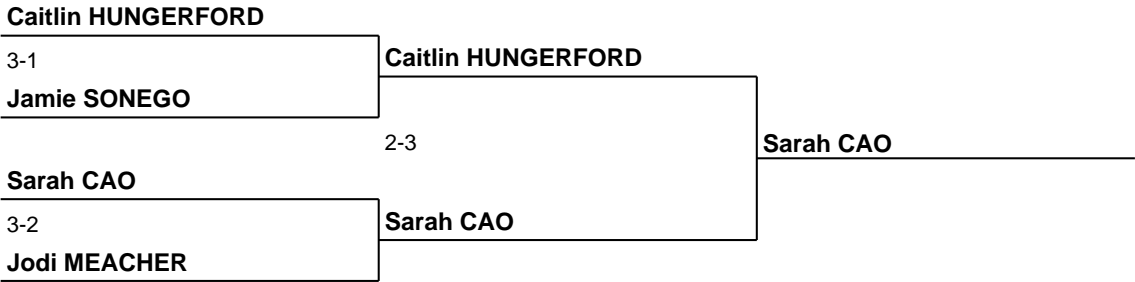 Caitlin HUNGERFORD
3-1
Caitlin HUNGERFORD
Jamie SONEGO
2-3
Sarah CAO
Sarah CAO
3-2
Sarah CAO
Jodi MEACHER